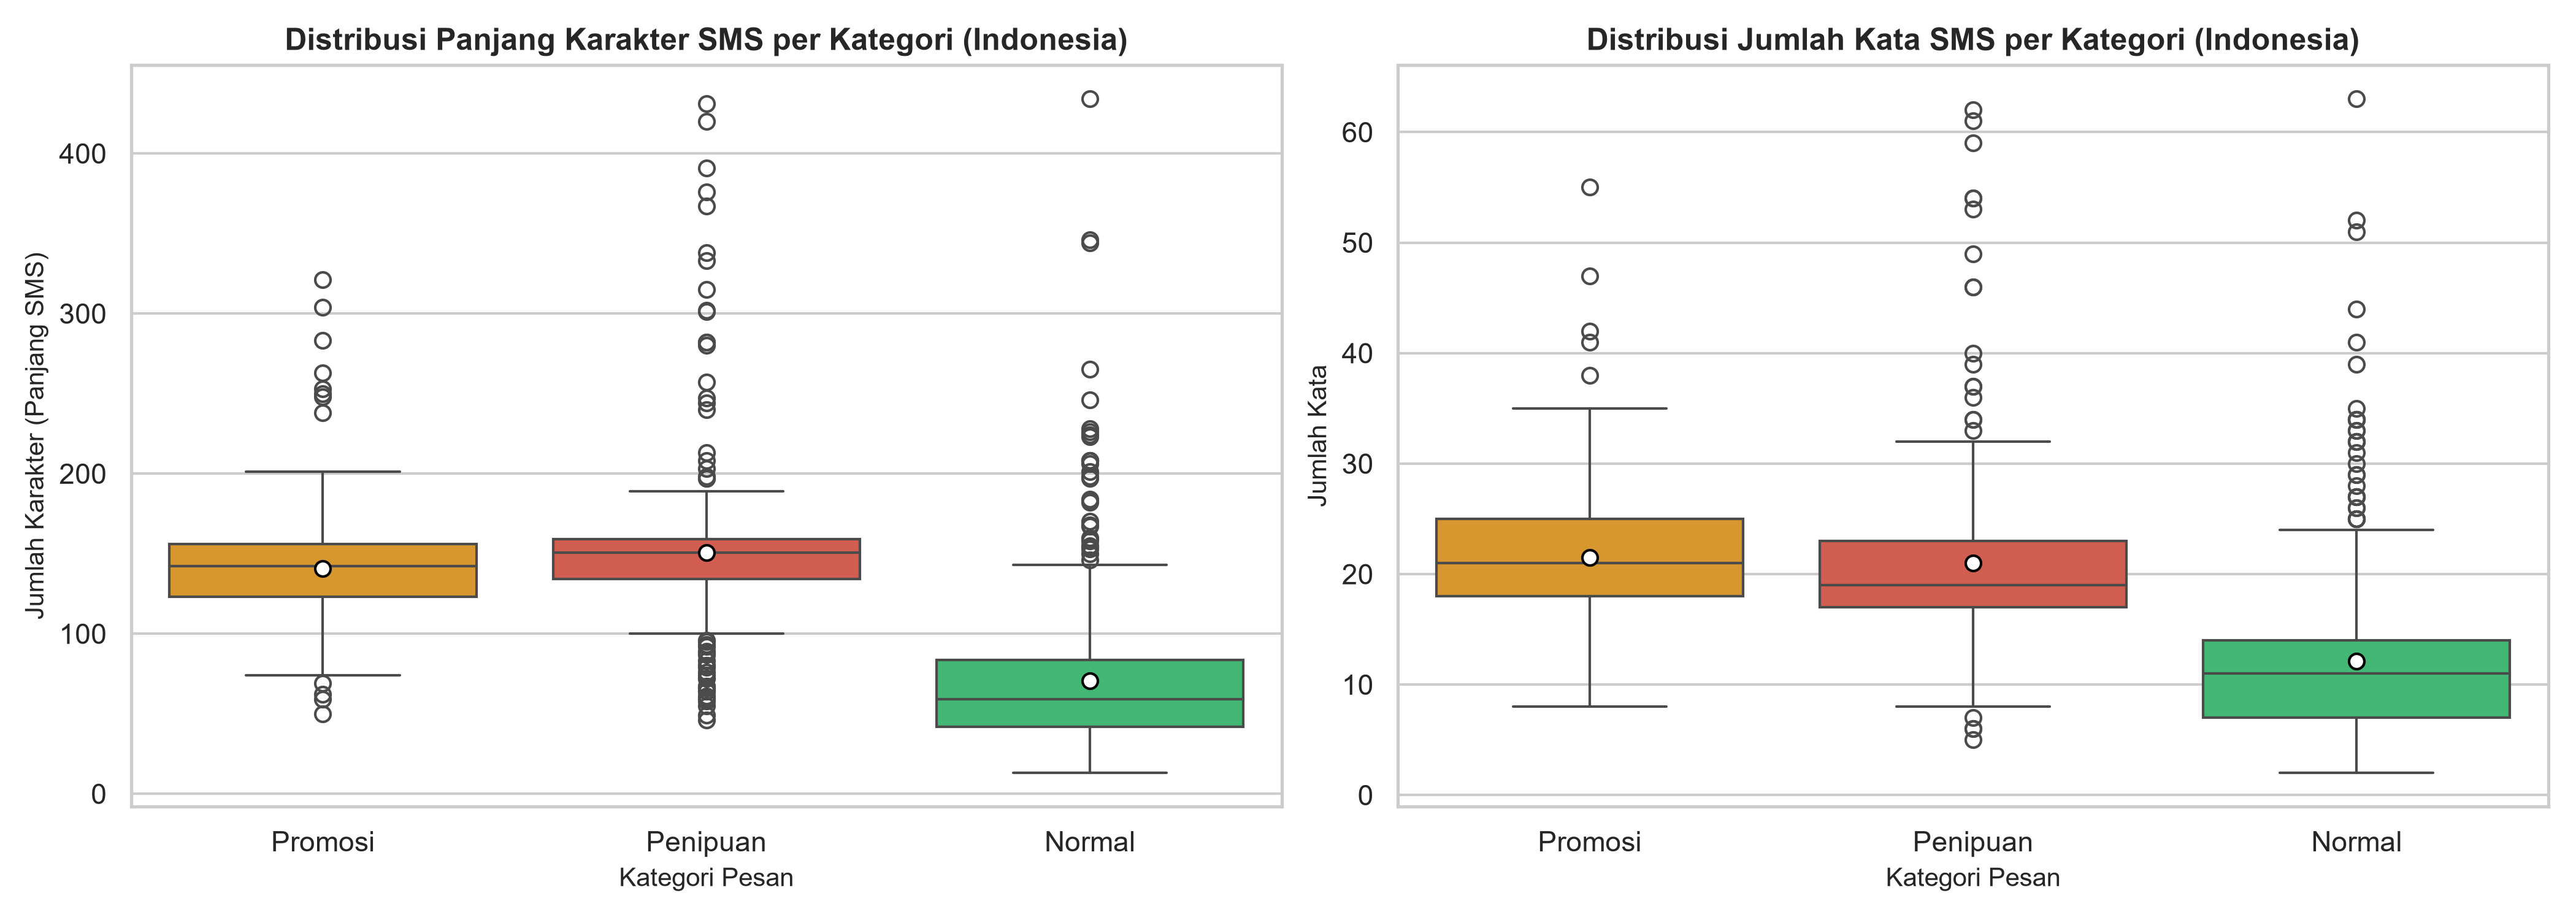 Distribusi Panjang Karakter SMS per Kategori (Indonesia)
Jumlah Karakter (Panjang SMS)
400
300
200
100
0
Promosi
Penipuan
Normal
Kategori Pesan
Distribusi Jumlah Kata SMS per Kategori (Indonesia)
Jumlah Kata
60
50
40
30
20
10
0
Promosi
Penipuan
Normal
Kategori Pesan